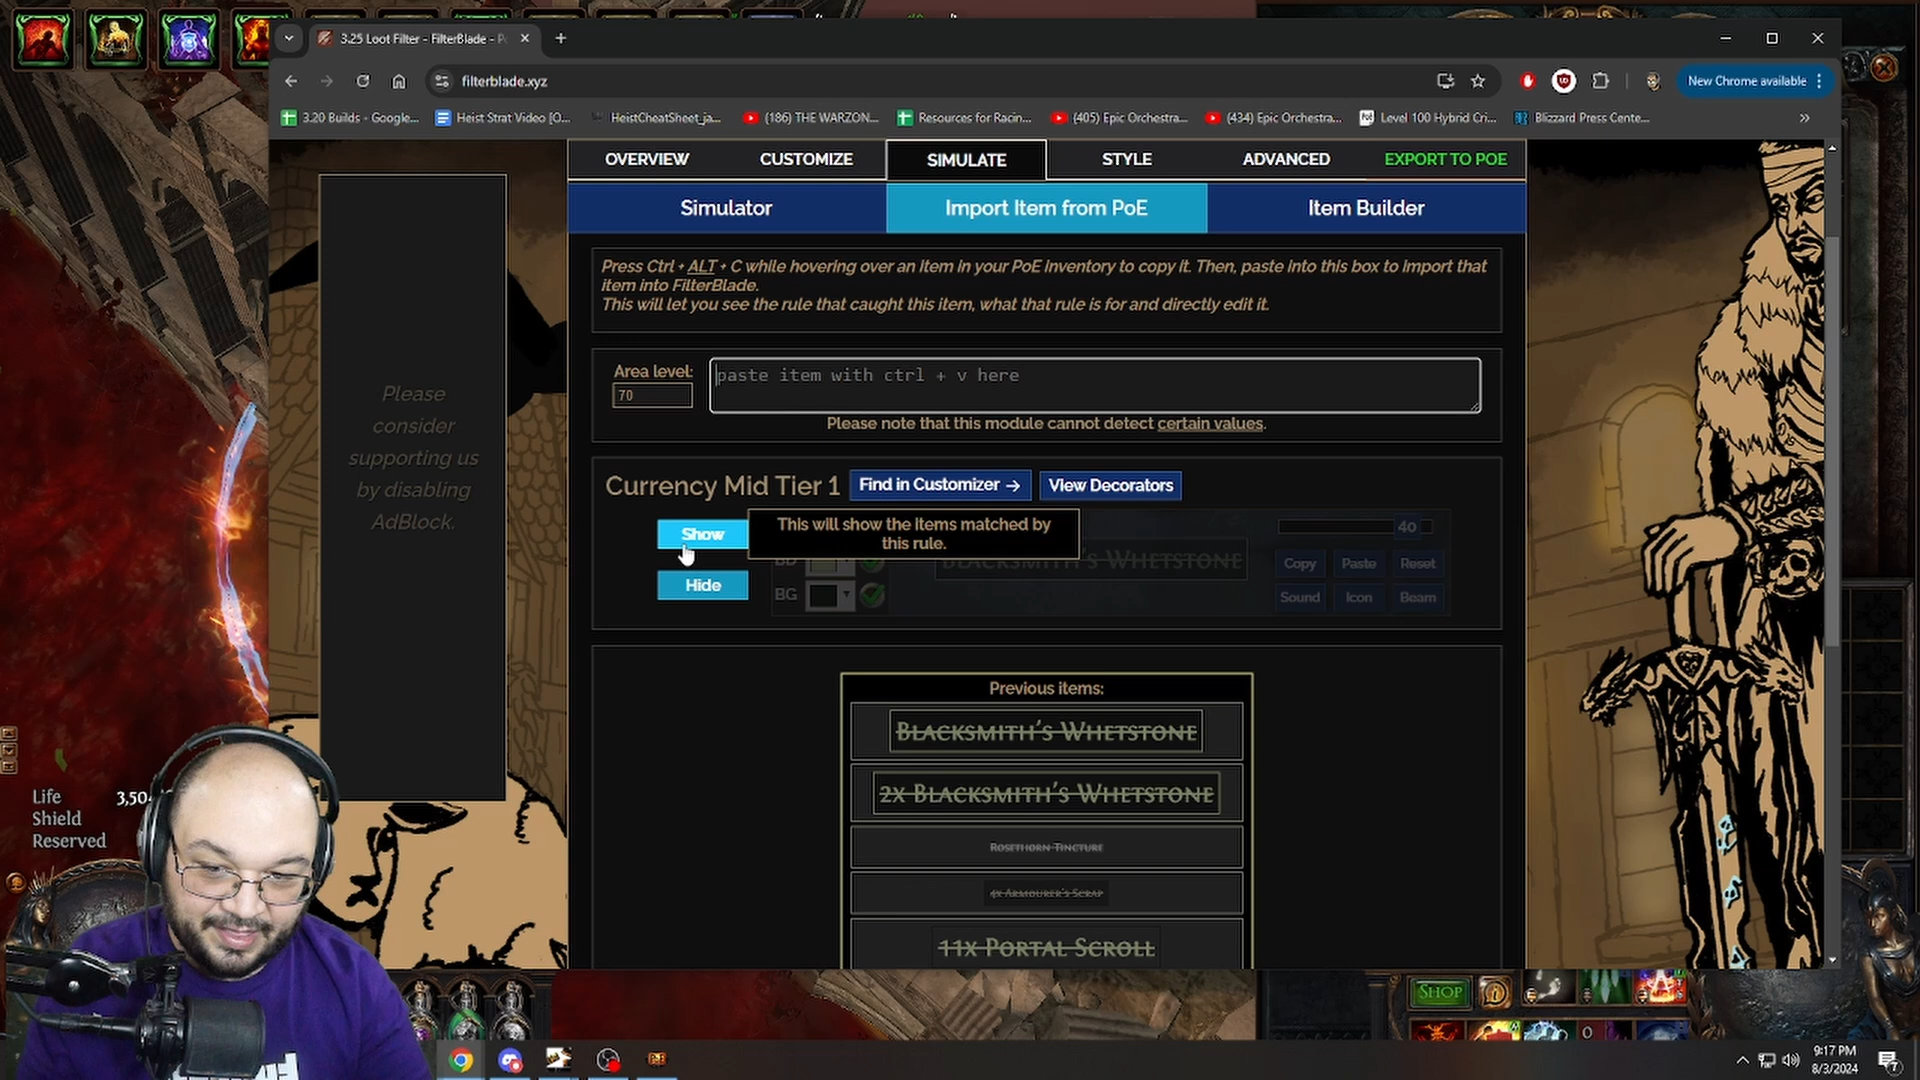 3.25 Loot Filter - FilterBlade - P
filterblade.xyz
New Chrome available
3.20 Builds - Google...
Heist Strat Video [O...
HeistCheatSheet_ja...
(186) THE WARZON...
Resources for Racin...
(405) Epic Orchestra...
(434) Epic Orchestra...
Level 100 Hybrid Cri...
Blizzard Press Cente...
OVERVIEW
CUSTOMIZE
SIMULATE
STYLE
ADVANCED
EXPORT TO POE
Simulator
Import Item from PoE
Item Builder
Press Ctrl + ALT + C while hovering over an item in your PoE inventory to copy it. Then, paste into this box to import that
item into FilterBlade.
This will let you see the rule that caught this item, what that rule is for and directly edit it.
Please
consider
supporting us
by disabling
AdBlock.
Area level:
70
paste item with ctrl + v here
Please note that this module cannot detect certain values.
Currency Mid Tier 1
Find in Customizer →
View Decorators
Show
This will show the items matched by
this rule.
40
BD
Blacksmith's Whetstone
Copy
Paste
Reset
Hide
BG
Sound
Icon
Beam
Previous items:
Blacksmith's Whetstone
2x Blacksmith's Whetstone
Rosethorn Tincture
4x Armourer's Scrap
11x Portal Scroll
Life 3,504
Shield
Reserved
SHOP
9:17 PM
8/3/2024